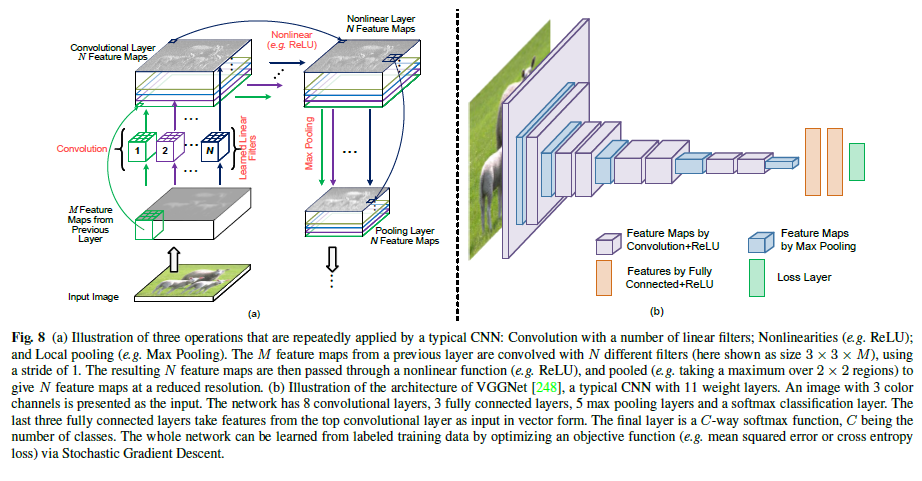 Convolutional Layer
N Feature Maps
Nonlinear
(e.g. ReLU)
Nonlinear Layer
N Feature Maps
...
...
Convolution
1
2
...
N
...
Learned Linear
Filters
Max Pooling
...
M Feature
Maps from
Previous
Layer
Pooling Layer
N Feature Maps
Input Image
(a)
Feature Maps by
Convolution+ReLU
Feature Maps
by Max Pooling
Features by Fully
Connected+ReLU
Loss Layer
(b)
Fig. 8 (a) Illustration of three operations that are repeatedly applied by a typical CNN: Convolution with a number of linear filters; Nonlinearities (e.g. ReLU);
and Local pooling (e.g. Max Pooling). The M feature maps from a previous layer are convolved with N different filters (here shown as size 3 × 3 × M), using
a stride of 1. The resulting N feature maps are then passed through a nonlinear function (e.g. ReLU), and pooled (e.g. taking a maximum over 2 × 2 regions) to
give N feature maps at a reduced resolution. (b) Illustration of the architecture of VGGNet [248], a typical CNN with 11 weight layers. An image with 3 color
channels is presented as the input. The network has 8 convolutional layers, 3 fully connected layers, 5 max pooling layers and a softmax classification layer. The
last three fully connected layers take features from the top convolutional layer as input in vector form. The final layer is a C-way softmax function, C being the
number of classes. The whole network can be learned from labeled training data by optimizing an objective function (e.g. mean squared error or cross entropy
loss) via Stochastic Gradient Descent.